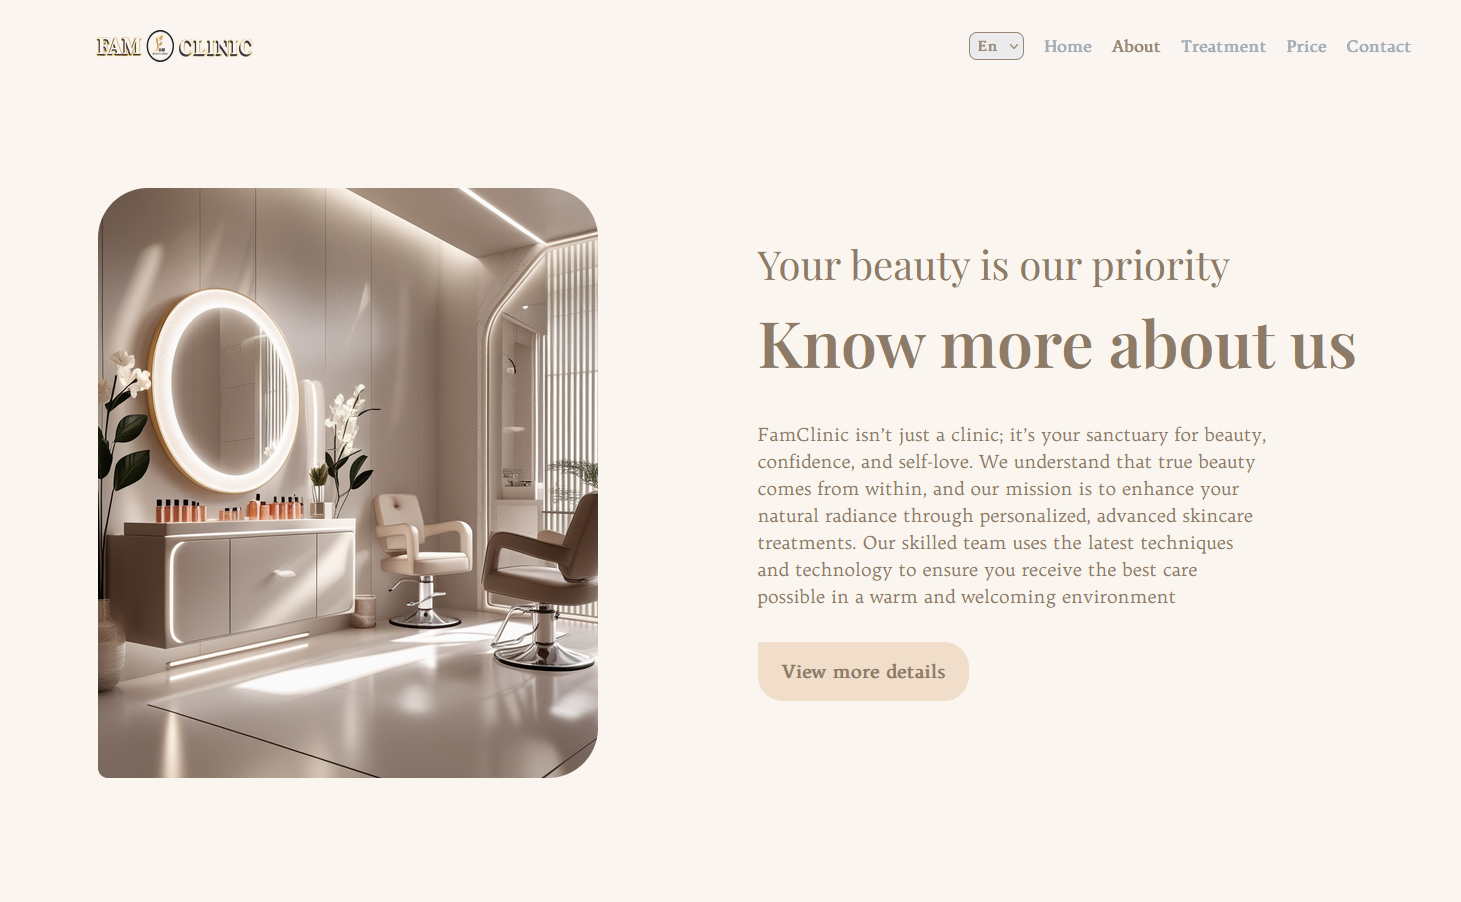 FAM CLINIC
En
Home
About
Treatment
Price
Contact
Your beauty is our priority
Know more about us
FamClinic isn’t just a clinic; it’s your sanctuary for beauty,
confidence, and self-love. We understand that true beauty
comes from within, and our mission is to enhance your
natural radiance through personalized, advanced skincare
treatments. Our skilled team uses the latest techniques
and technology to ensure you receive the best care
possible in a warm and welcoming environment
View more details